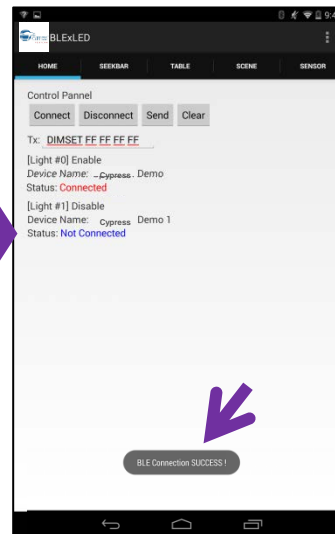 9:4
BLExLED
HOME SEEKBAR TABLE SCENE SENSOR
Control Pannel
Connect Disconnect Send Clear
Tx: DIMSET FF FF FF FF
[Light #0] Enable
Device Name: Cypress Demo
Status: Connected
[Light #1] Disable
Device Name: Cypress Demo 1
Status: Not Connected
BLE Connection SUCCESS !